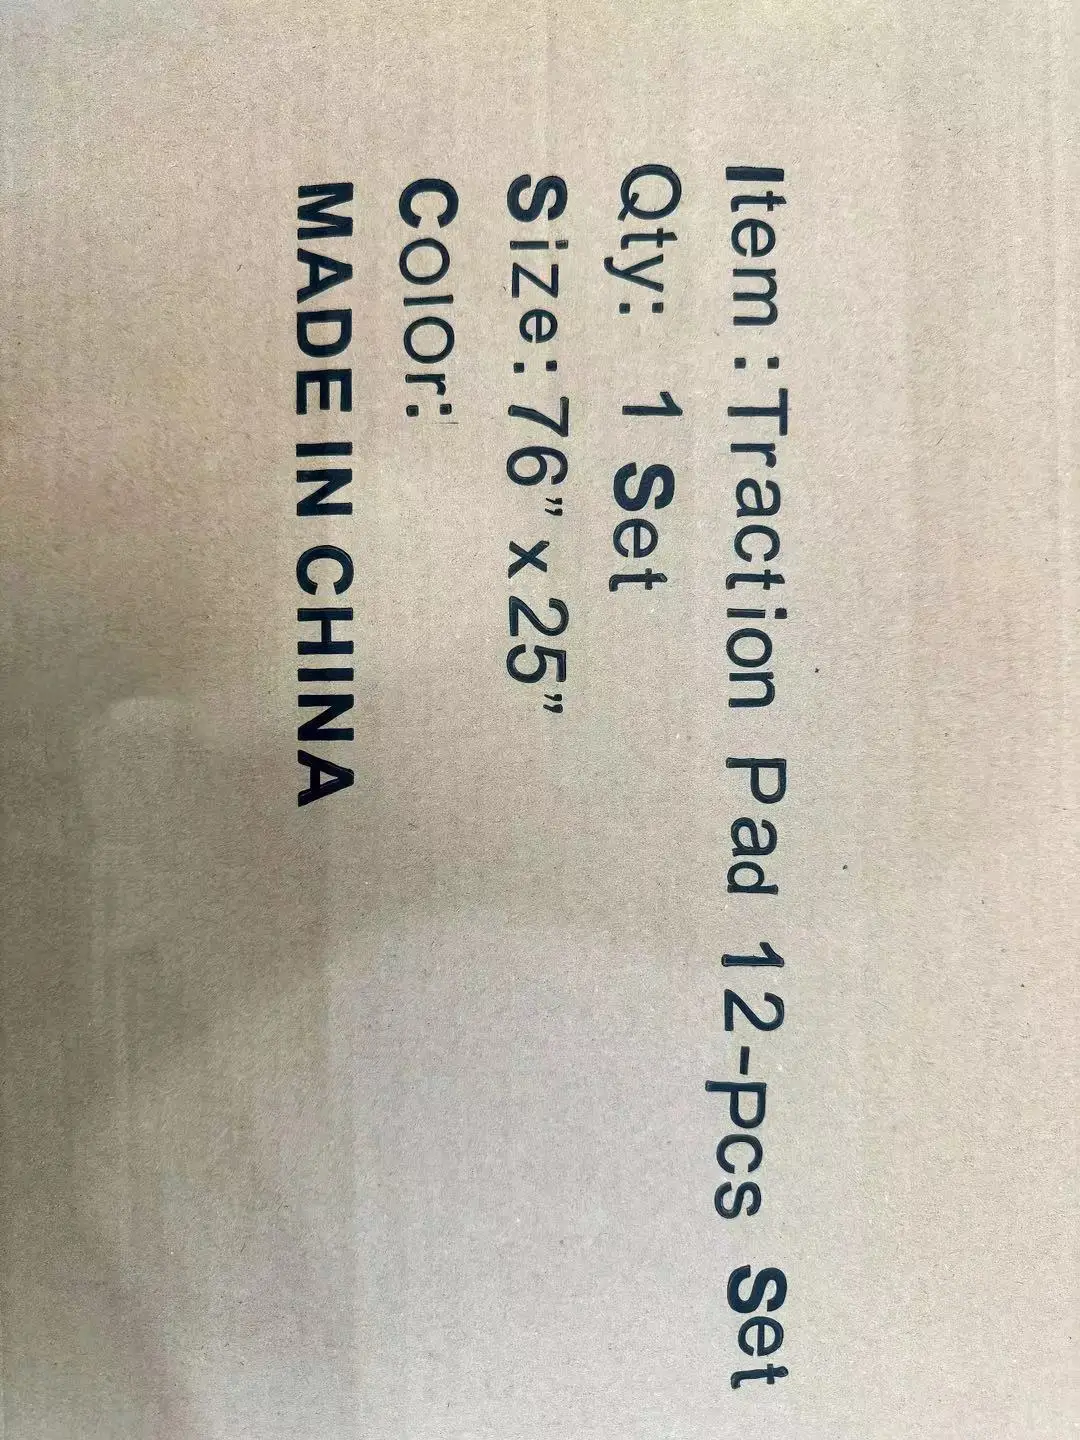 Item:Traction Pad 12-pcs Set
Qty: 1 Set
Size:76” x 25”
Color:
MADE IN CHINA